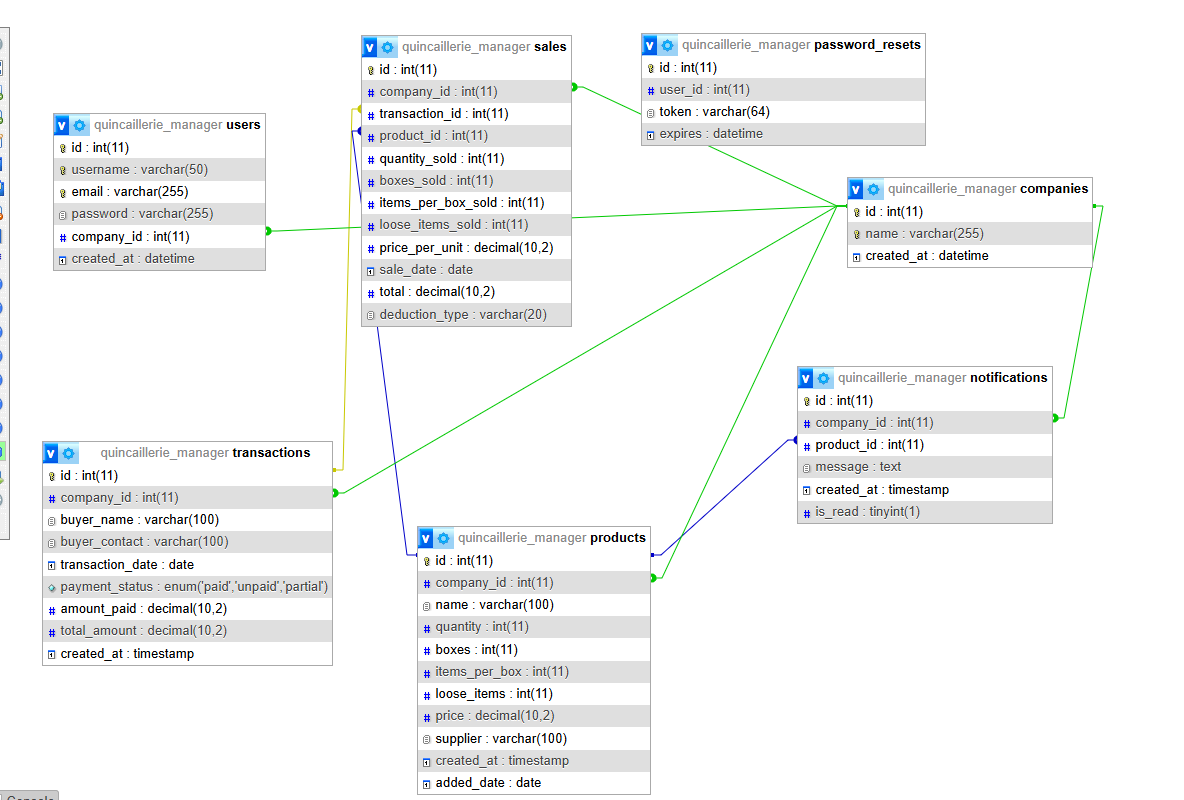 quincaillerie_manager users
id : int(11)
username : varchar(50)
email : varchar(255)
password : varchar(255)
company_id : int(11)
created_at : datetime
quincaillerie_manager sales
id : int(11)
company_id : int(11)
transaction_id : int(11)
product_id : int(11)
quantity_sold : int(11)
boxes_sold : int(11)
items_per_box_sold : int(11)
loose_items_sold : int(11)
price_per_unit : decimal(10,2)
sale_date : date
total : decimal(10,2)
deduction_type : varchar(20)
quincaillerie_manager password_resets
id : int(11)
user_id : int(11)
token : varchar(64)
expires : datetime
quincaillerie_manager companies
id : int(11)
name : varchar(255)
created_at : datetime
quincaillerie_manager notifications
id : int(11)
company_id : int(11)
product_id : int(11)
message : text
created_at : timestamp
is_read : tinyint(1)
quincaillerie_manager transactions
id : int(11)
company_id : int(11)
buyer_name : varchar(100)
buyer_contact : varchar(100)
transaction_date : date
payment_status : enum('paid','unpaid','partial')
amount_paid : decimal(10,2)
total_amount : decimal(10,2)
created_at : timestamp
quincaillerie_manager products
id : int(11)
company_id : int(11)
name : varchar(100)
quantity : int(11)
boxes : int(11)
items_per_box : int(11)
loose_items : int(11)
price : decimal(10,2)
supplier : varchar(100)
created_at : timestamp
added_date : date